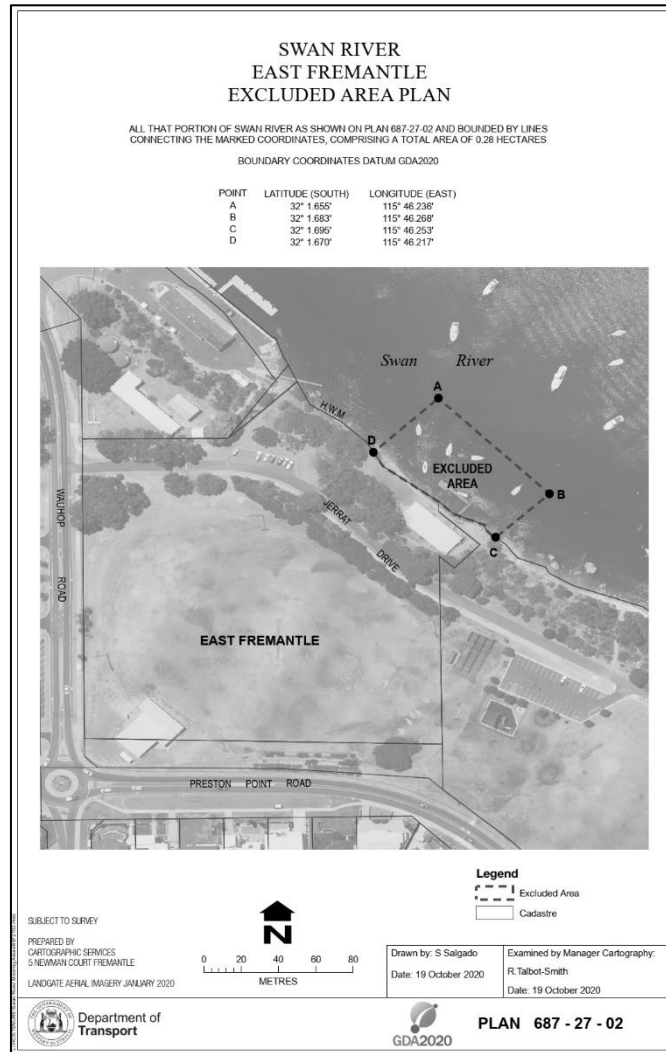 SWAN RIVER
EAST FREMANTLE
EXCLUDED AREA PLAN
ALL THAT PORTION OF SWAN RIVER AS SHOWN ON PLAN 687-27-02 AND BOUNDED BY LINES
CONNECTING THE MARKED COORDINATES, COMPRISING A TOTAL AREA OF 0.28 HECTARES
BOUNDARY COORDINATES DATUM GDA2020
POINT LATITUDE (SOUTH) LONGITUDE (EAST)
A 32° 1.655' 115° 46.236'
B 32° 1.683' 115° 46.268'
C 32° 1.695' 115° 46.253'
D 32° 1.670' 115° 46.217'
Swan River
A
H.W.M
D
EXCLUDED
AREA
B
C
JERRAT
DRIVE
WAUHOP
ROAD
EAST FREMANTLE
PRESTON POINT ROAD
Legend
Excluded Area
Cadastre
SUBJECT TO SURVEY
PREPARED BY
CARTOGRAPHIC SERVICES
5 NEWMAN COURT FREMANTLE
LANDGATE AERIAL IMAGERY JANUARY 2020
N
0 20 40 60 80
METRES
Drawn by: S Salgado
Date: 19 October 2020
Examined by Manager Cartography:
R.Talbot-Smith
Date: 19 October 2020
Department of
Transport
GDA2020
PLAN 687 - 27 - 02